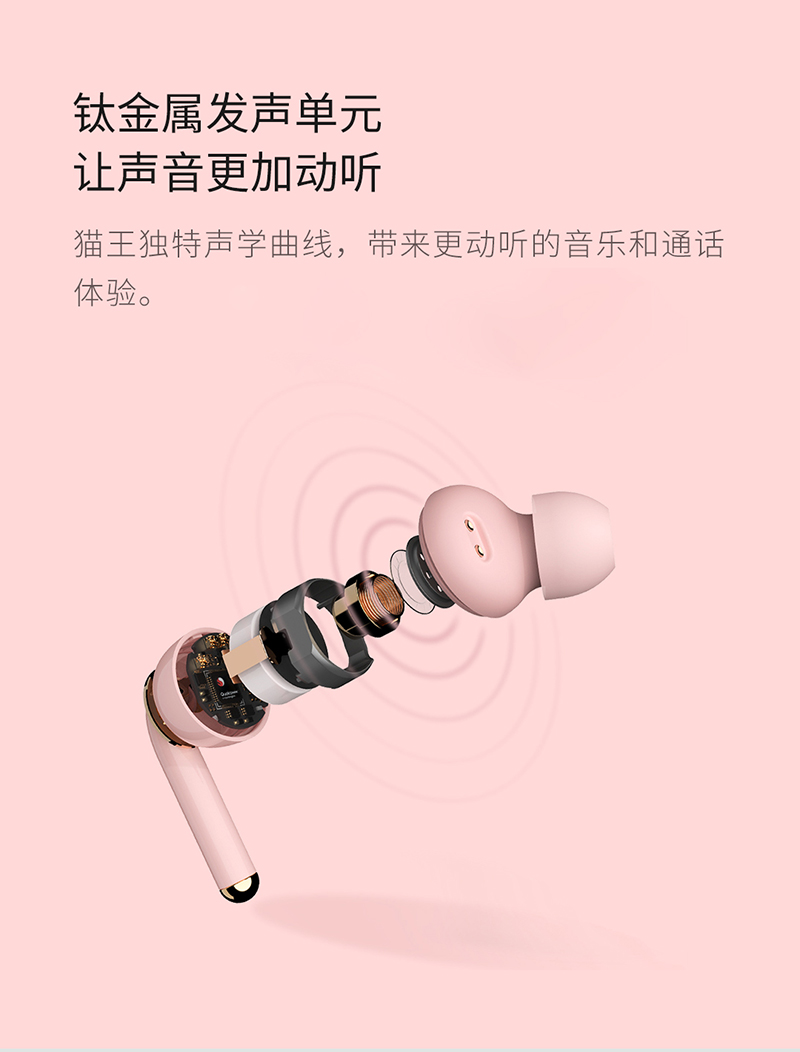 钛金属发声单元
让声音更加动听
猫王独特声学曲线，带来更动听的音乐和通话
体验。
Qualcomm